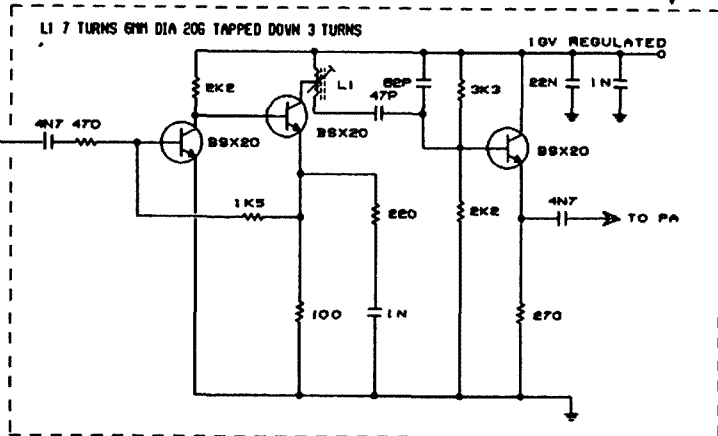 L1 7 TURNS 6MM DIA 20G TAPPED DOWN 3 TURNS
10V REGULATED
2K2
L1
82P
47P
3K3
22N
1N
4N7
470
BSX20
BSX20
BSX20
1K5
220
2K2
4N7
TO PA
100
1N
270